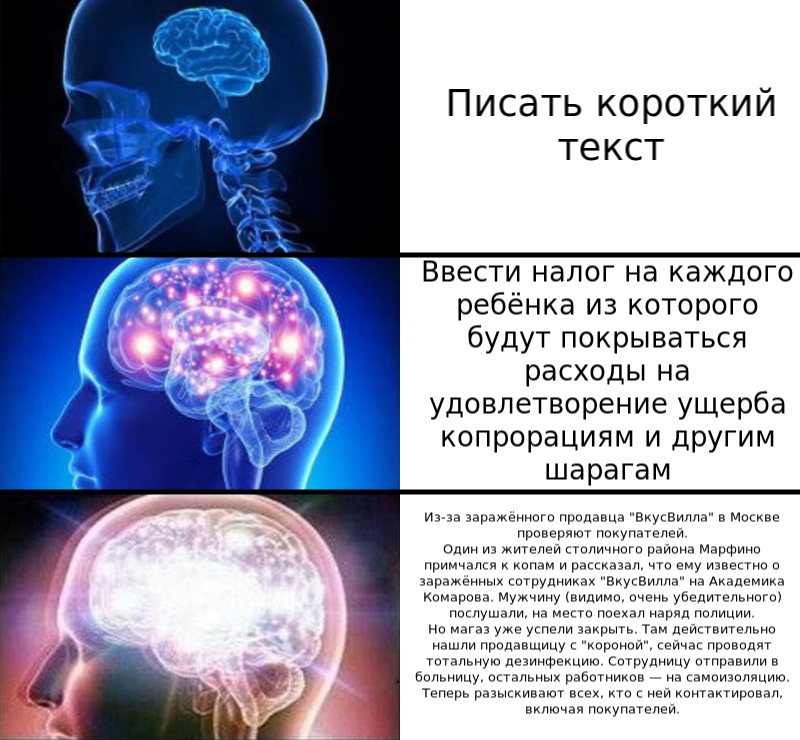 Писать короткий
текст
Ввести налог на каждого
ребёнка из которого
будут покрываться
расходы на
удовлетворение ущерба
копрорациям и другим
шарагам
Из-за заражённого продавца "ВкусВилла" в Москве
проверяют покупателей.
Один из жителей столичного района Марфино
примчался к копам и рассказал, что ему известно о
заражённых сотрудниках "ВкусВилла" на Академика
Комарова. Мужчину (видимо, очень убедительного)
послушали, на место поехал наряд полиции.
Но магаз уже успели закрыть. Там действительно
нашли продавщицу с "короной", сейчас проводят
тотальную дезинфекцию. Сотрудницу отправили в
больницу, остальных работников — на самоизоляцию.
Теперь разыскивают всех, кто с ней контактировал,
включая покупателей.